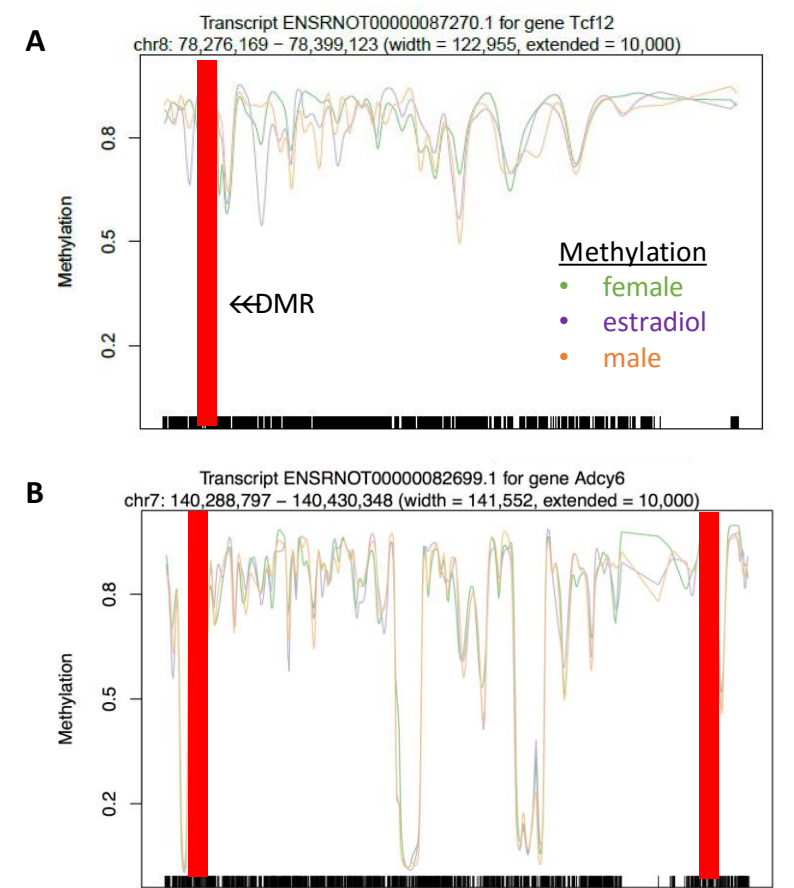 A
Transcript ENSRNOT00000087270.1 for gene Tcf12
chr8: 78,276,169 − 78,399,123 (width = 122,955, extended = 10,000)
Methylation
0.8
0.5
0.2
Methylation
• female
• estradiol
• male
<<DMR
B
Transcript ENSRNOT00000082699.1 for gene Adcy6
chr7: 140,288,797 − 140,430,348 (width = 141,552, extended = 10,000)
Methylation
0.8
0.5
0.2